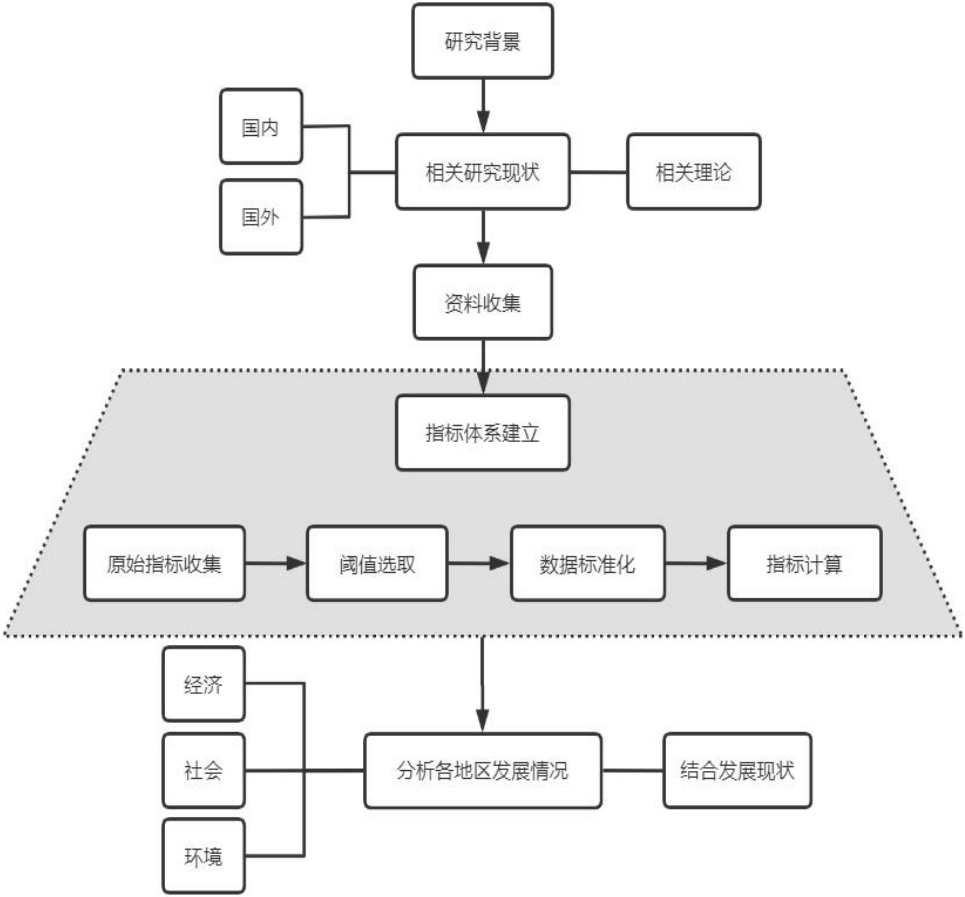 研究背景
国内
相关研究现状
相关理论
国外
资料收集
指标体系建立
原始指标收集
阈值选取
数据标准化
指标计算
经济
社会
分析各地区发展情况
结合发展现状
环境